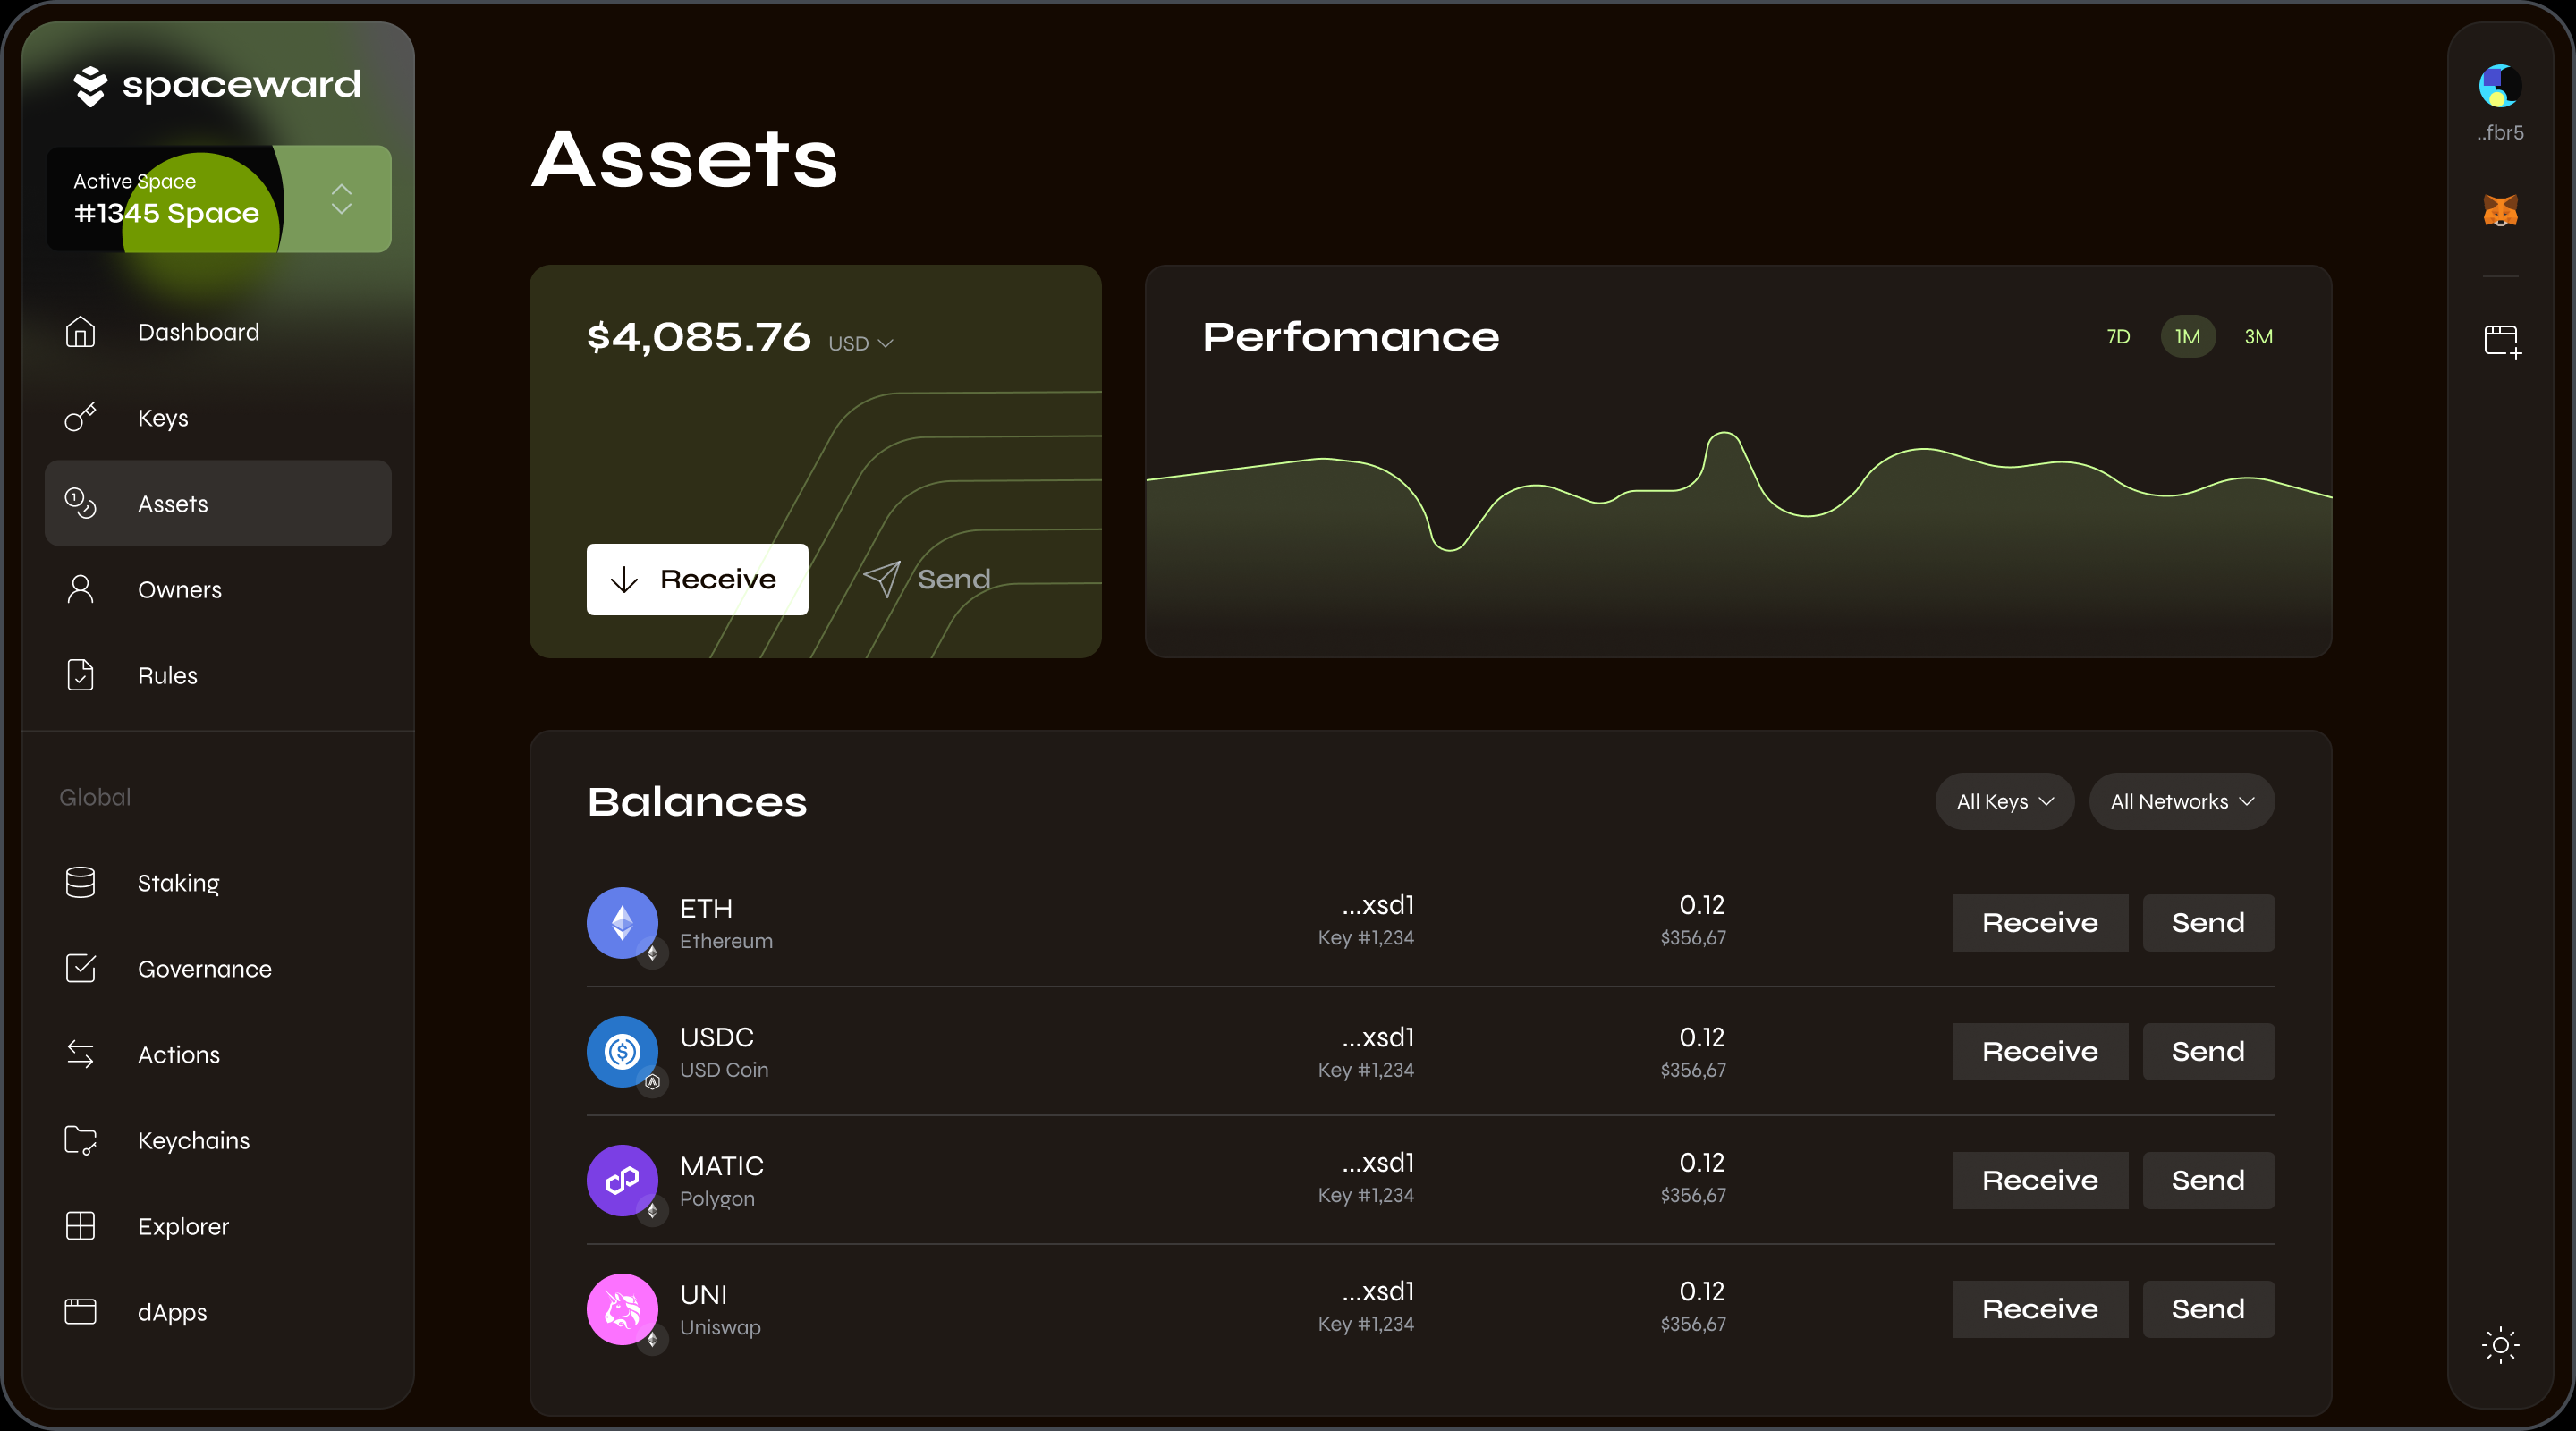 spaceward
Active Space
#1345 Space
Dashboard
Keys
Assets
Owners
Rules
Global
Staking
Governance
Actions
Keychains
Explorer
dApps
Assets
$4,085.76 USD
Receive Send
Perfomance
7D 1M 3M
Balances
All Keys All Networks
ETH
Ethereum
...xsd1
Key #1,234
0.12
$356,67
Receive Send
USDC
USD Coin
...xsd1
Key #1,234
0.12
$356,67
Receive Send
MATIC
Polygon
...xsd1
Key #1,234
0.12
$356,67
Receive Send
UNI
Uniswap
...xsd1
Key #1,234
0.12
$356,67
Receive Send
..fbr5